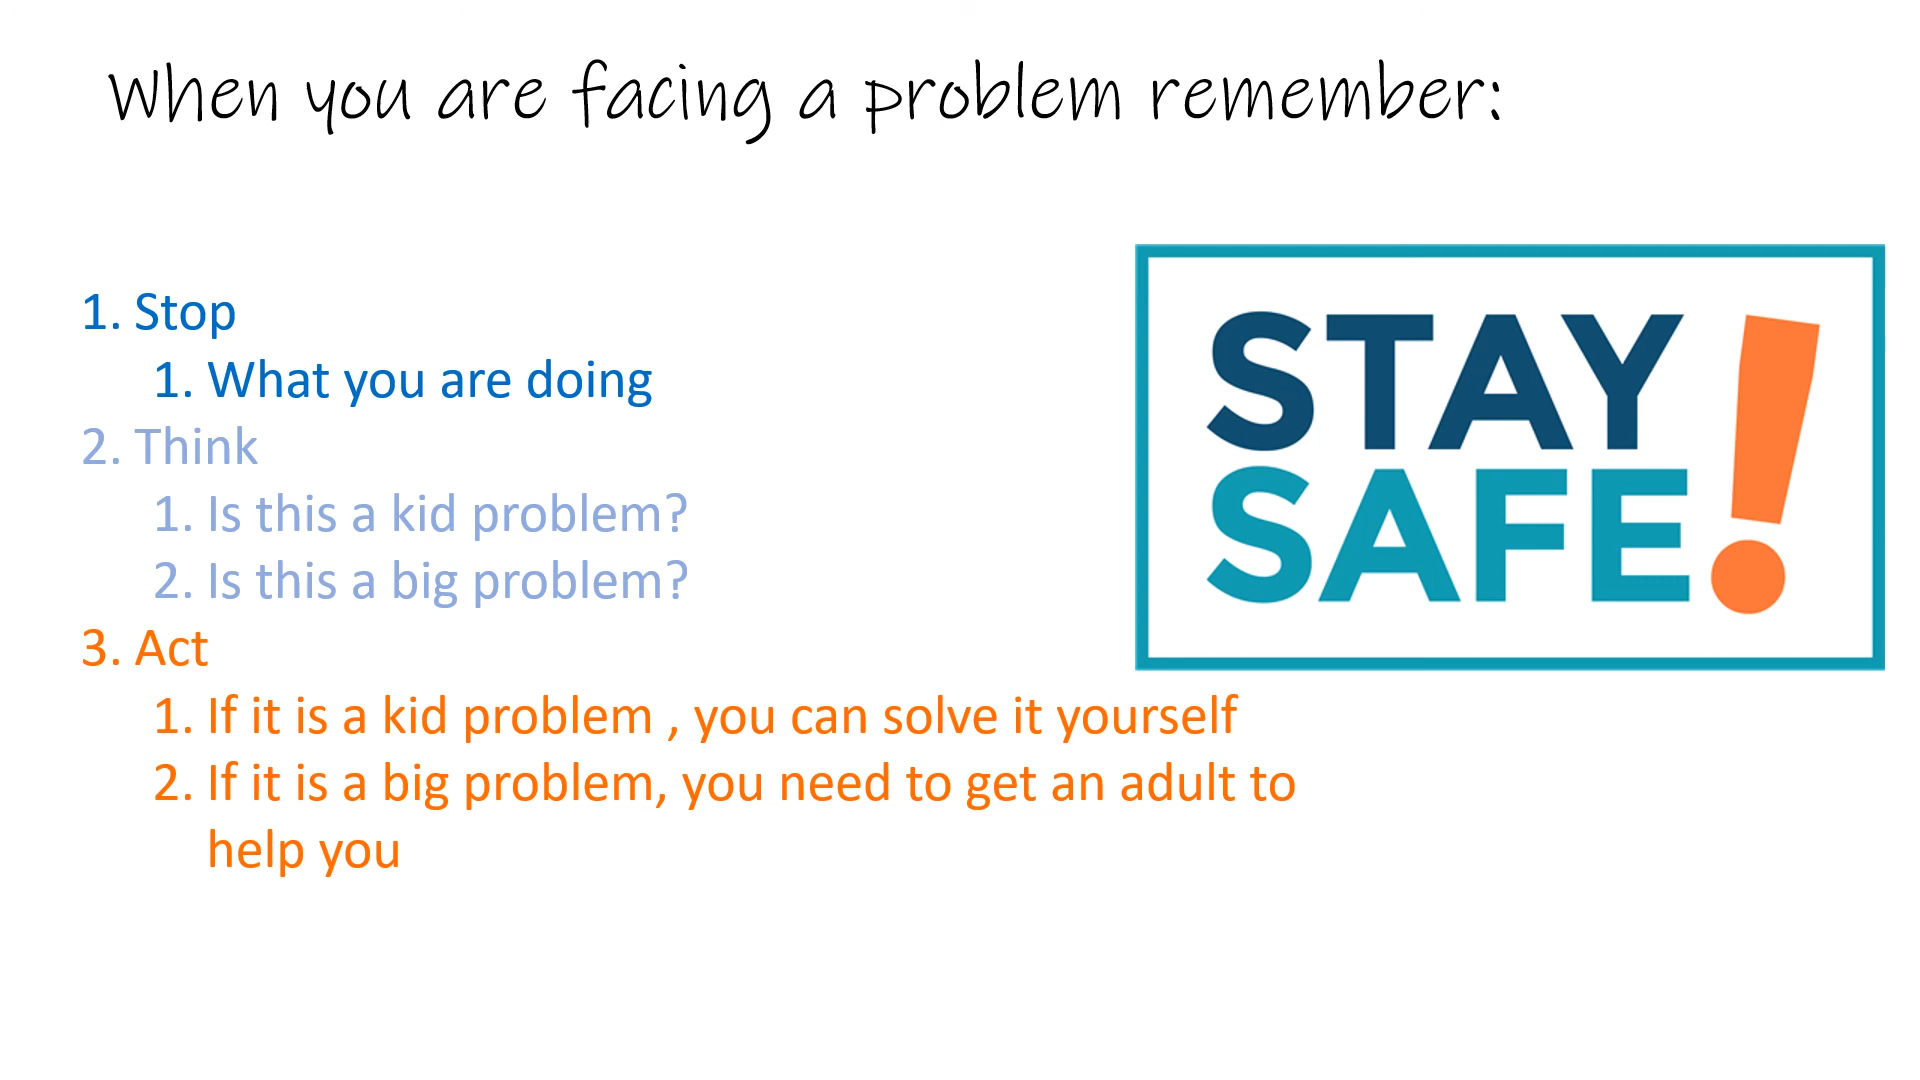 When you are facing a problem remember:
1. Stop
1. What you are doing
2. Think
1. Is this a kid problem?
2. Is this a big problem?
3. Act
1. If it is a kid problem , you can solve it yourself
2. If it is a big problem, you need to get an adult to
help you
STAY
SAFE!